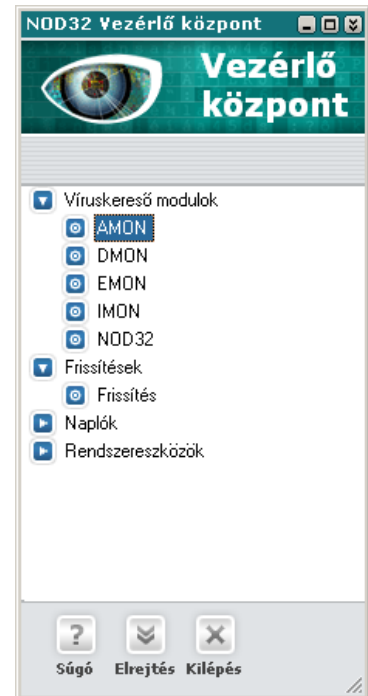 NOD32 Vezérlő központ
Vezérlő
központ
Víruskereső modulok
AMON
DMON
EMON
IMON
NOD32
Frissítések
Frissítés
Naplók
Rendszereszközök
?
Súgó Elrejtés Kilépés